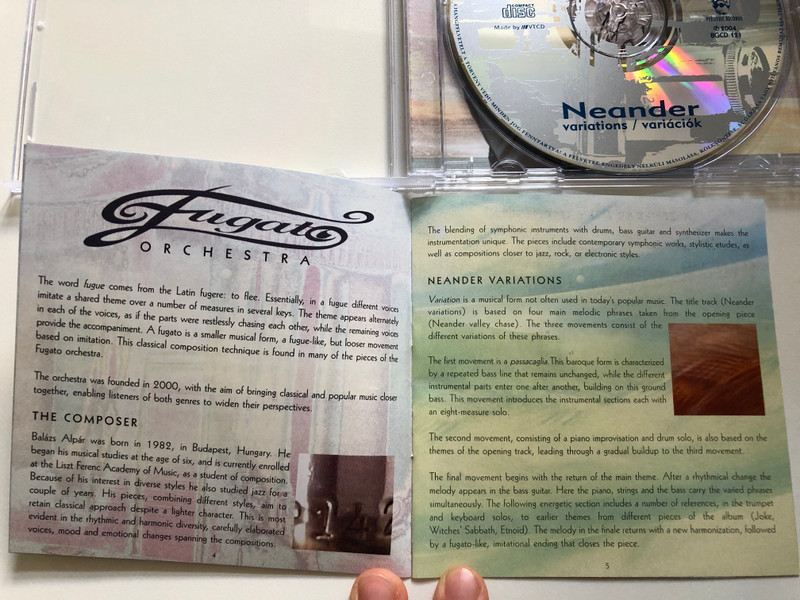 COMPACT
disc
Made by VTCD
℗ 2004
BGCD 121
Neander
variations / variációk
Fugato
ORCHESTRA
The word fugue comes from the Latin fugere: to flee. Essentially, in a fugue different voices
imitate a shared theme over a number of measures in several keys. The theme appears alternately
in each of the voices, as if the parts were restlessly chasing each other, while the remaining voices
provide the accompaniment. A fugato is a smaller musical form, a fugue-like, but looser movement
based on imitation. This classical composition technique is found in many of the pieces of the
Fugato orchestra.
The orchestra was founded in 2000, with the aim of bringing classical and popular music closer
together, enabling listeners of both genres to widen their perspectives.
THE COMPOSER
Balázs Alpár was born in 1982, in Budapest, Hungary. He
began his musical studies at the age of six, and is currently enrolled
at the Liszt Ferenc Academy of Music, as a student of composition.
Because of his interest in diverse styles he also studied jazz for a
couple of years. His pieces, combining different styles, aim to
retain classical approach despite a lighter character. This is most
evident in the rhythmic and harmonic diversity, carefully elaborated
voices, mood and emotional changes spanning the compositions.
4
The blending of symphonic instruments with drums, bass guitar and synthesizer makes the
instrumentation unique. The pieces include contemporary symphonic works, stylistic etudes, as
well as compositions closer to jazz, rock, or electronic styles.
NEANDER VARIATIONS
Variation is a musical form not often used in today's popular music. The title track (Neander
variations) is based on four main melodic phrases taken from the opening piece
(Neander valley chase). The three movements consist of the
different variations of these phrases.
The first movement is a passacaglia. This baroque form is characterized
by a repeated bass line that remains unchanged, while the different
instrumental parts enter one after another, building on this ground
bass. This movement introduces the instrumental sections each with
an eight-measure solo.
The second movement, consisting of a piano improvisation and drum solo, is also based on the
themes of the opening track, leading through a gradual buildup to the third movement.
The final movement begins with the return of the main theme. After a rhythmical change the
melody appears in the bass guitar. Here the piano, strings and the bass carry the varied phrases
simultaneously. The following energetic section includes a number of references, in the trumpet
and keyboard solos, to earlier themes from different pieces of the album (Joke,
Witches' Sabbath, Etnoid). The melody in the finale returns with a new harmonization, followed
by a fugato-like, imitational ending that closes the piece.
5